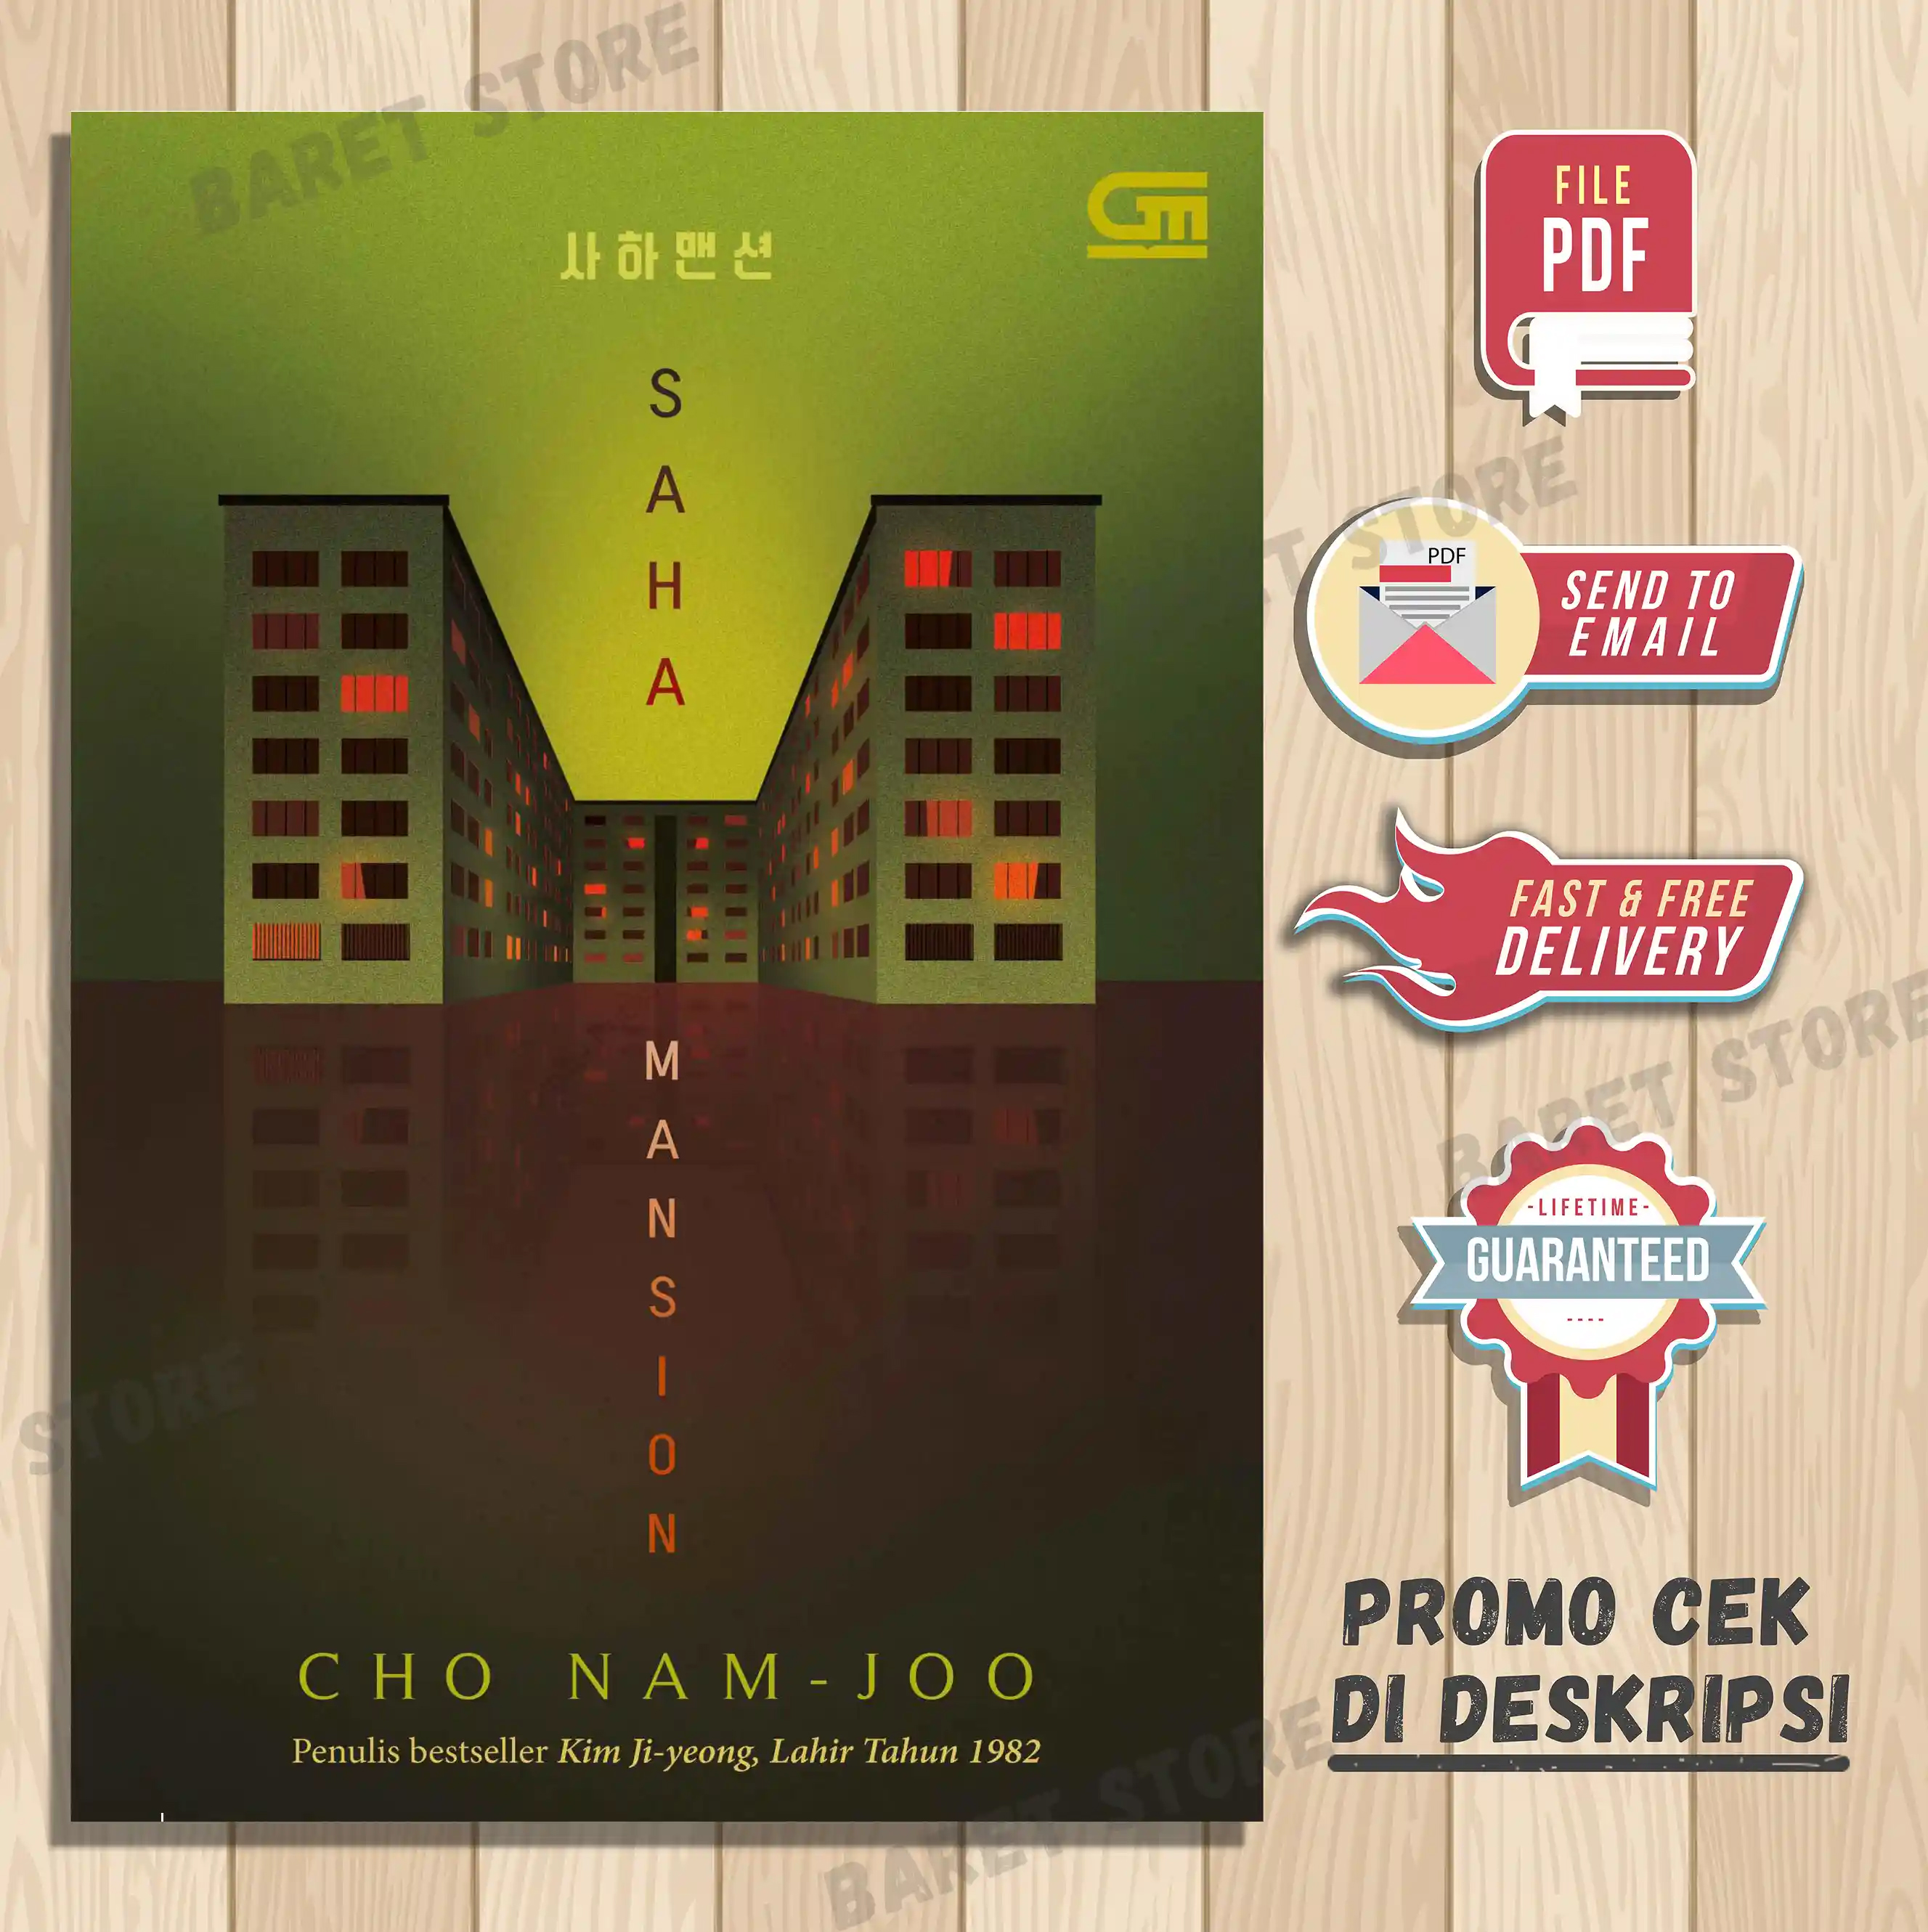 BARET STORE
사하맨션
GM
SAHA
MANSION
CHO NAM-JOO
Penulis bestseller Kim Ji-yeong, Lahir Tahun 1982
FILE
PDF
BARET STORE
PDF
SEND TO
EMAIL
FAST & FREE
DELIVERY
BARET STORE
-LIFETIME-
GUARANTEED
----
STORE
PROMO CEK
DI DESKRIPSI
BARET STORE